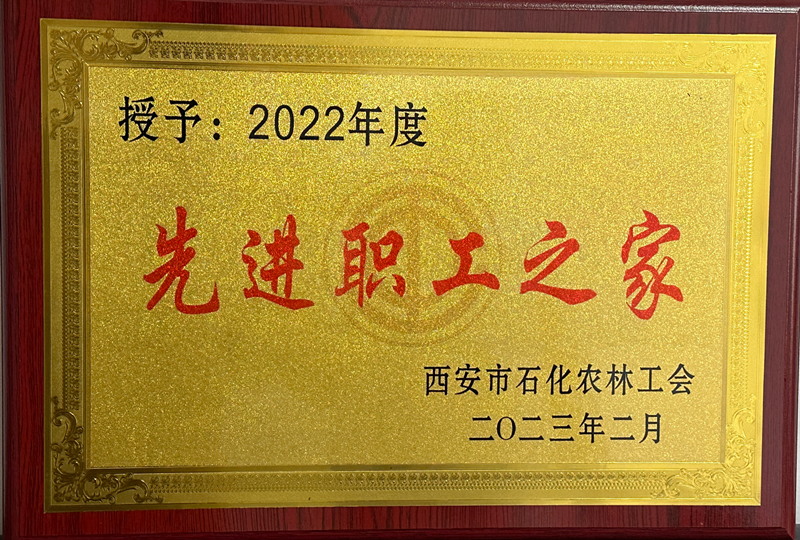 授予：2022年度
先进职工之家
西安市石化农林工会
二〇二三年二月